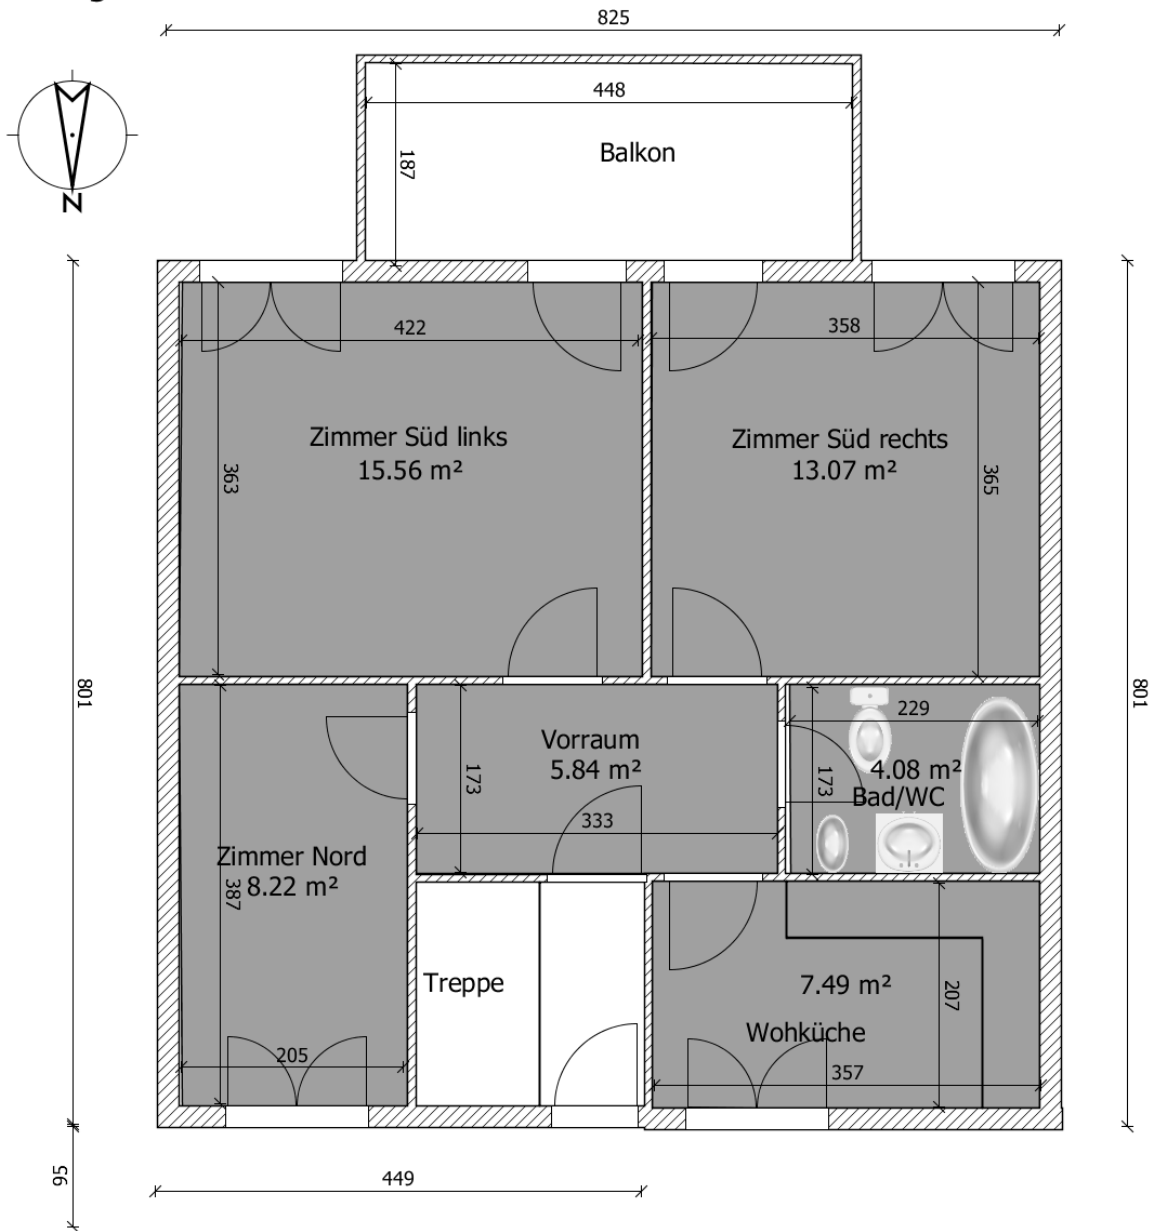 825
448
Balkon
187
N
422
358
Zimmer Süd links
15.56 m²
Zimmer Süd rechts
13.07 m²
363
365
801
801
229
Vorraum
5.84 m²
173
173
4.08 m²
Bad/WC
333
Zimmer Nord
8.22 m²
387
Treppe
7.49 m²
207
Wohküche
205
357
56
449